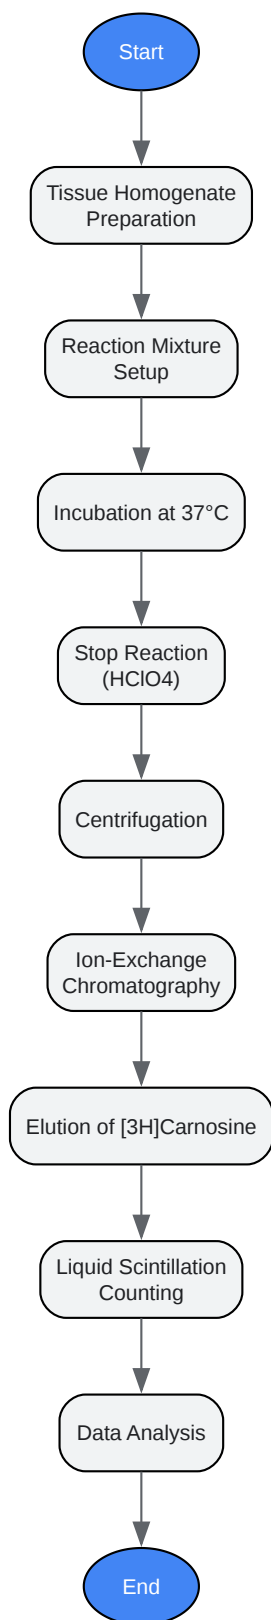 Start
Tissue Homogenate
Preparation
Reaction Mixture
Setup
Incubation at 37°C
Stop Reaction
(HClO4)
Centrifugation
Ion-Exchange
Chromatography
Elution of [3H]Carnosine
Liquid Scintillation
Counting
Data Analysis
End